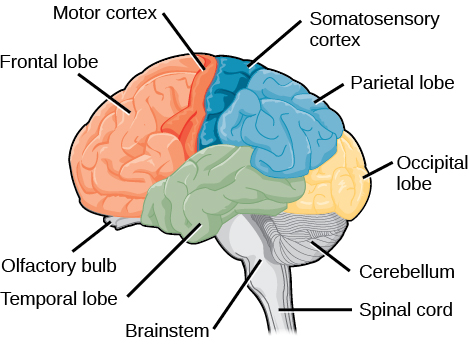 Motor cortex
Somatosensory
cortex
Frontal lobe
Parietal lobe
Occipital
lobe
Olfactory bulb
Cerebellum
Temporal lobe
Spinal cord
Brainstem